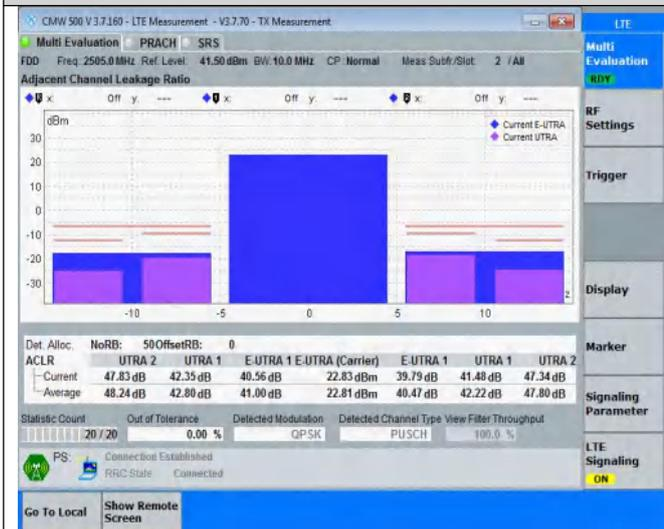 CMW 500 V 3.7.160 - LTE Measurement - V3.7.70 - TX Measurement
LTE
Multi Evaluation PRACH SRS
Multi Evaluation
RDY
FDD Freq: 2505.0 MHz Ref. Level: 41.50 dBm BW: 10.0 MHz CP: Normal Meas Subfr./Slot: 2 / All
Adjacent Channel Leakage Ratio
x: Off y: --- x: Off y: --- x: Off y: ---
RF Settings
dBm
Current E-UTRA
Current UTRA
30
20
10
0
-10
-20
-30
-10 -5 0 5 10
Trigger
Display
Marker
Det. Alloc. NoRB: 50 OffsetRB: 0
ACLR UTRA 2 UTRA 1 E-UTRA 1 E-UTRA (Carrier) E-UTRA 1 UTRA 1 UTRA 2
Current 47.83 dB 42.35 dB 40.56 dB 22.83 dBm 39.79 dB 41.48 dB 47.34 dB
Average 48.24 dB 42.80 dB 41.00 dB 22.81 dBm 40.47 dB 42.22 dB 47.80 dB
Signaling Parameter
Statistic Count Out of Tolerance Detected Modulation Detected Channel Type View Filter Throughput
20 / 20 0.00 % QPSK PUSCH 100.0 %
PS: Connection Established
RRC State Connected
LTE Signaling
ON
Go To Local
Show Remote Screen